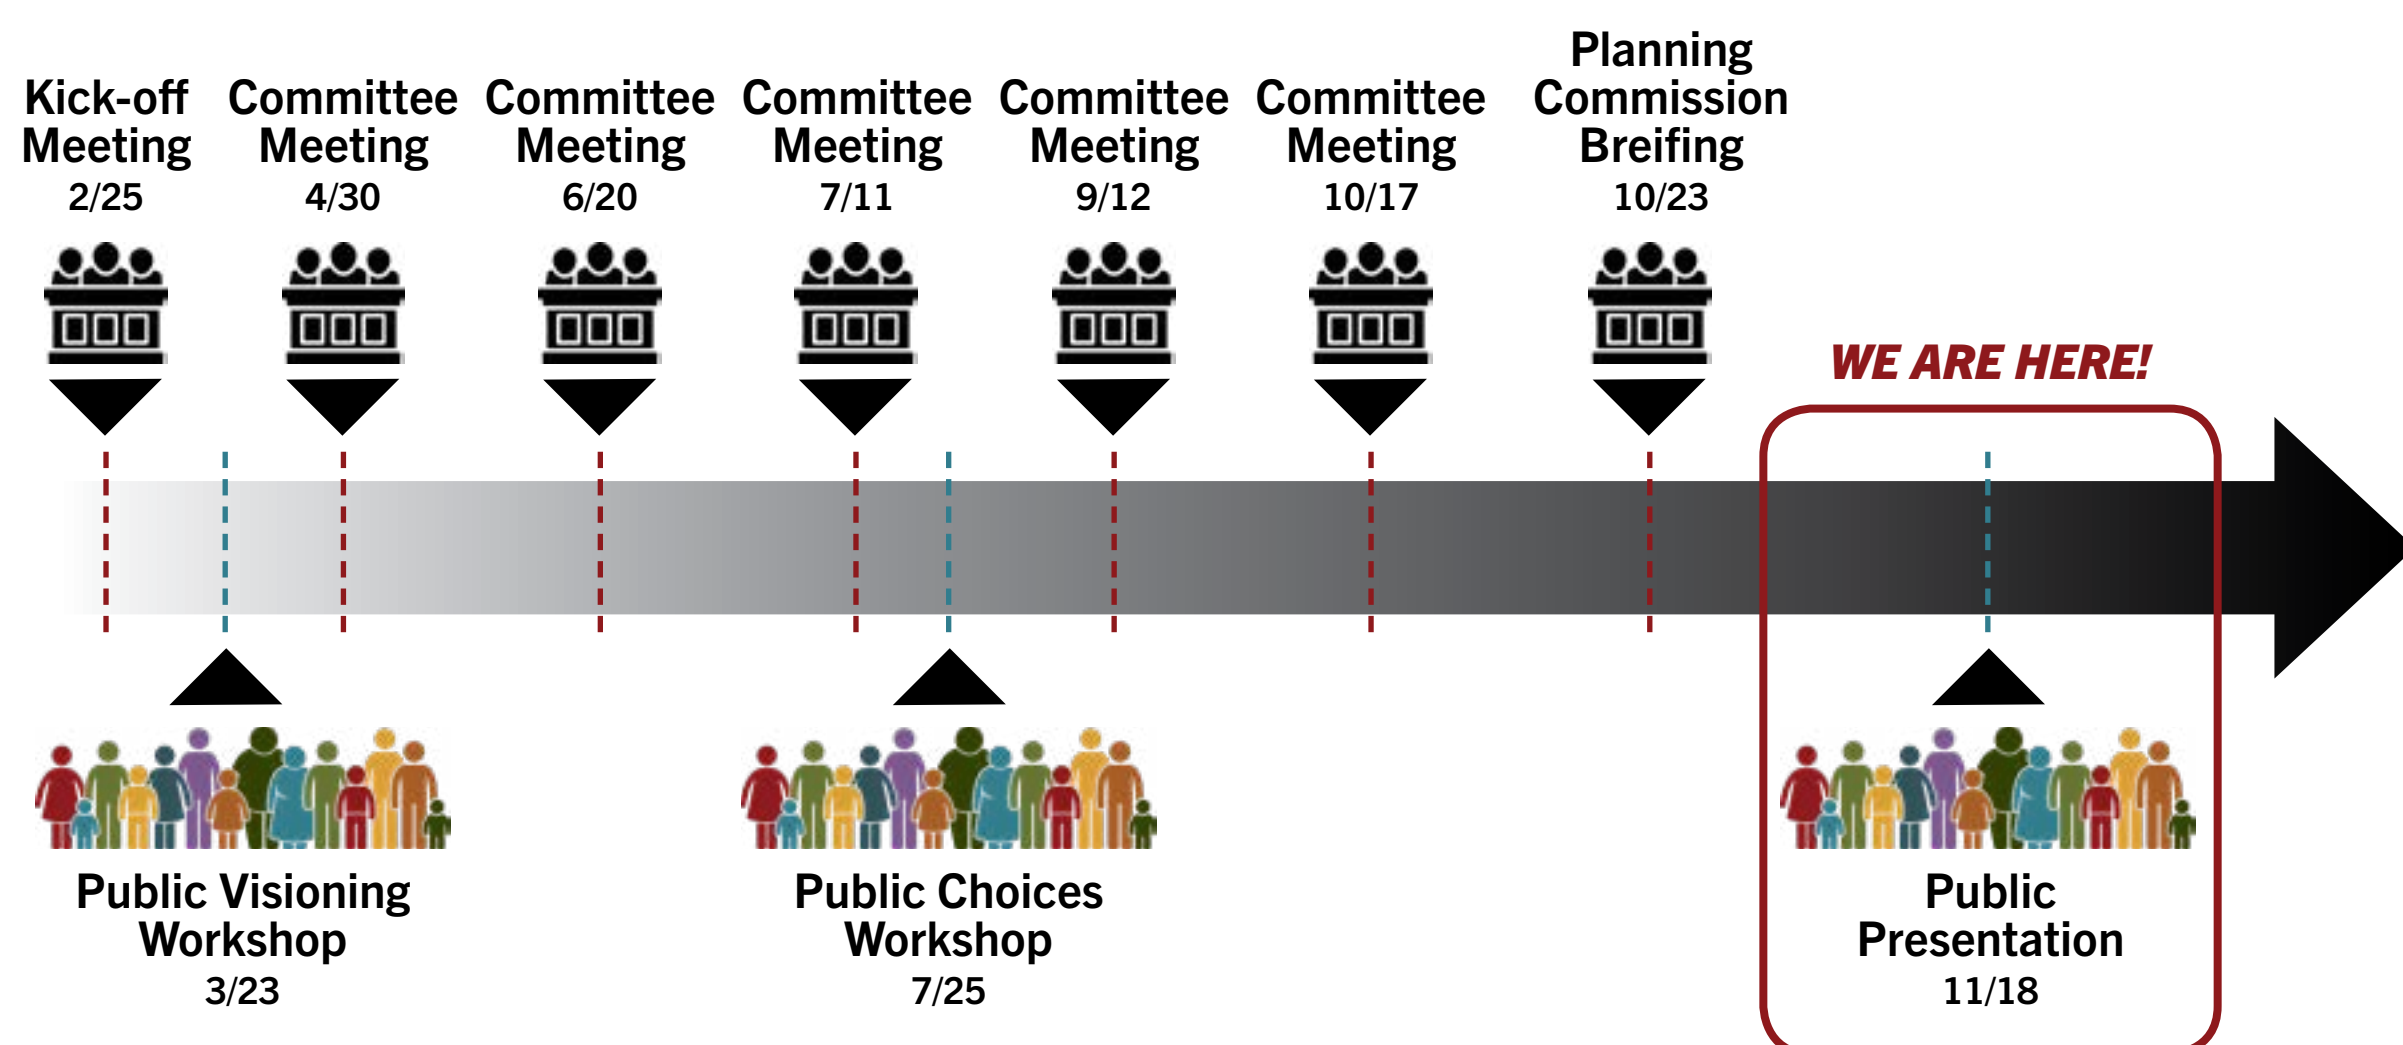 Kick-off
Meeting
2/25
Committee
Meeting
4/30
Committee
Meeting
6/20
Committee
Meeting
7/11
Committee
Meeting
9/12
Committee
Meeting
10/17
Planning
Commission
Breifing
10/23
WE ARE HERE!
Public Visioning
Workshop
3/23
Public Choices
Workshop
7/25
Public
Presentation
11/18